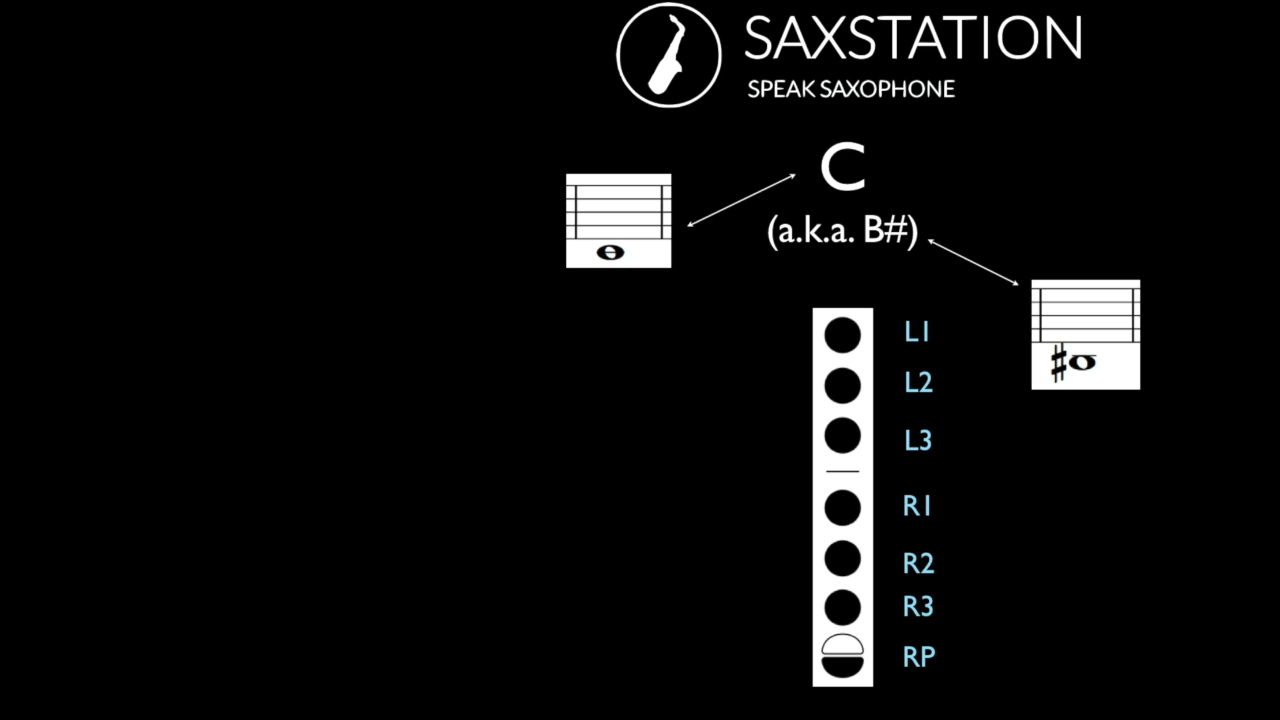 SAXSTATION
SPEAK SAXOPHONE
C
(a.k.a. B#)
L1
L2
L3
R1
R2
R3
RP